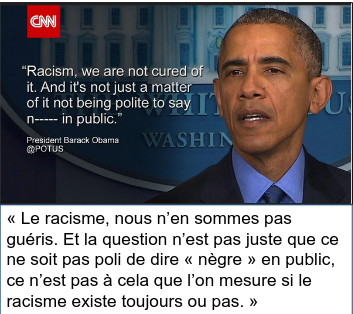 CNN
“Racism, we are not cured of
it. And it's not just a matter
of it not being polite to say
n----- in public.”
President Barack Obama
@POTUS
WHIT
U
WASHIN
« Le racisme, nous n’en sommes pas
guéris. Et la question n’est pas juste que ce
ne soit pas poli de dire « nègre » en public,
ce n’est pas à cela que l’on mesure si le
racisme existe toujours ou pas. »